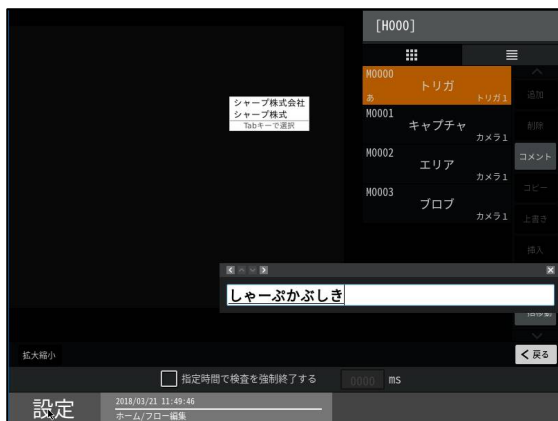 [H000]
M0000
トリガ
あ
トリガ1
追加
シャープ株式会社
シャープ株式
Tabキーで選択
M0001
キャプチャ
カメラ1
削除
コメント
M0002
エリア
カメラ1
コピー
M0003
ブロブ
カメラ1
上書き
挿入
しゃーぷかぶしき
一括移動
拡大縮小
戻る
指定時間で検査を強制終了する
0000 ms
設定
2018/03/21 11:49:46
ホーム/フロー編集